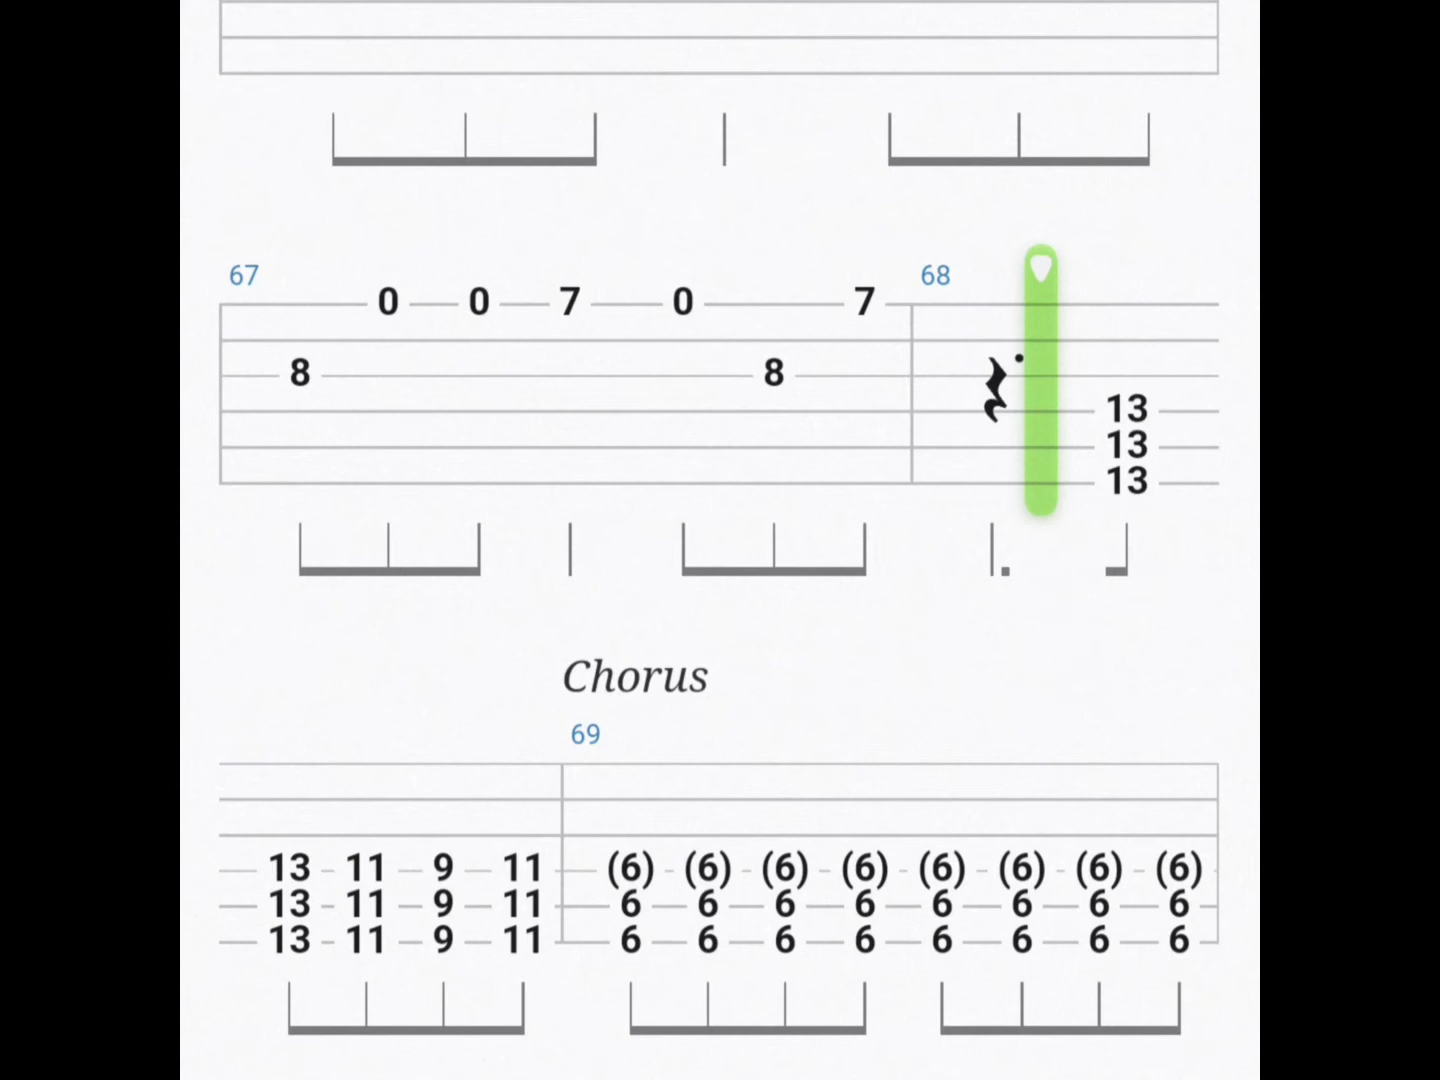 67 68
0 0 7 0 7
8 8
13
13
13
Chorus
69
13 11 9 11 (6) (6) (6) (6) (6) (6) (6) (6)
13 11 9 11 6 6 6 6 6 6 6 6
13 11 9 11 6 6 6 6 6 6 6 6